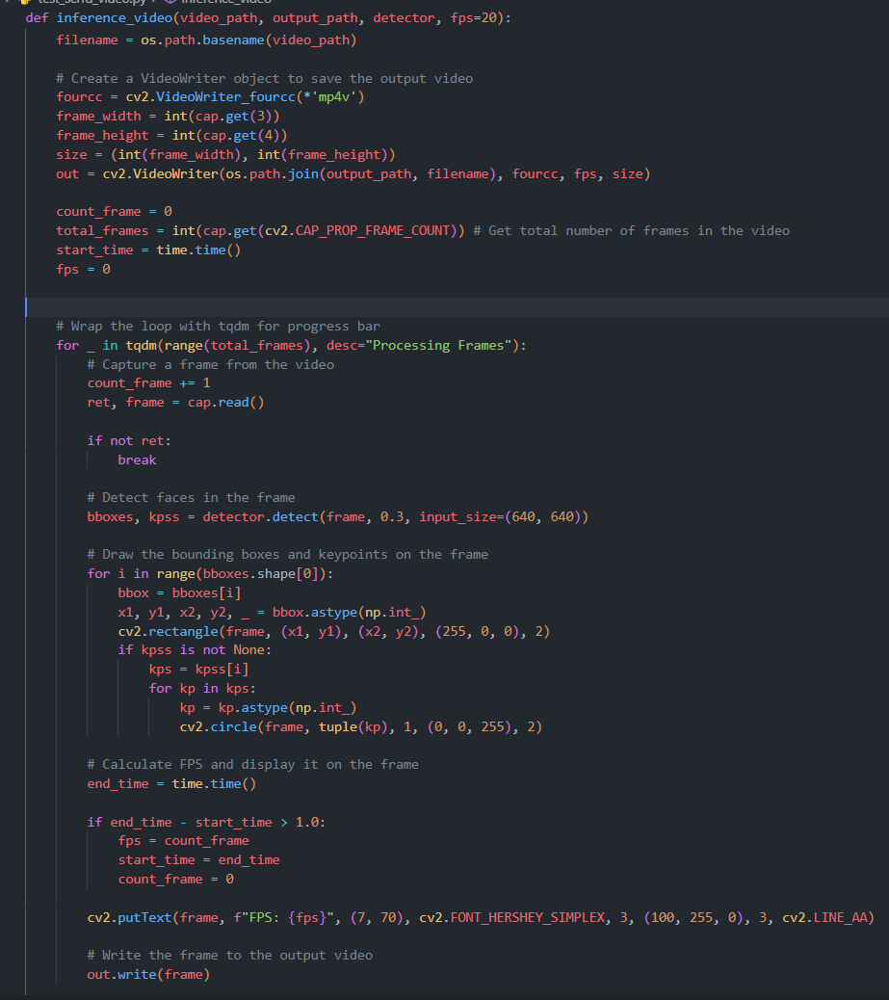 test_scrfd_video.py > inference_video
def inference_video(video_path, output_path, detector, fps=20):
    filename = os.path.basename(video_path)

    # Create a VideoWriter object to save the output video
    fourcc = cv2.VideoWriter_fourcc(*'mp4v')
    frame_width = int(cap.get(3))
    frame_height = int(cap.get(4))
    size = (int(frame_width), int(frame_height))
    out = cv2.VideoWriter(os.path.join(output_path, filename), fourcc, fps, size)

    count_frame = 0
    total_frames = int(cap.get(cv2.CAP_PROP_FRAME_COUNT)) # Get total number of frames in the video
    start_time = time.time()
    fps = 0


    # Wrap the loop with tqdm for progress bar
    for _ in tqdm(range(total_frames), desc="Processing Frames"):
        # Capture a frame from the video
        count_frame += 1
        ret, frame = cap.read()

        if not ret:
            break

        # Detect faces in the frame
        bboxes, kpss = detector.detect(frame, 0.3, input_size=(640, 640))

        # Draw the bounding boxes and keypoints on the frame
        for i in range(bboxes.shape[0]):
            bbox = bboxes[i]
            x1, y1, x2, y2, _ = bbox.astype(np.int_)
            cv2.rectangle(frame, (x1, y1), (x2, y2), (255, 0, 0), 2)
            if kpss is not None:
                kps = kpss[i]
                for kp in kps:
                    kp = kp.astype(np.int_)
                    cv2.circle(frame, tuple(kp), 1, (0, 0, 255), 2)

        # Calculate FPS and display it on the frame
        end_time = time.time()

        if end_time - start_time > 1.0:
            fps = count_frame
            start_time = end_time
            count_frame = 0

        cv2.putText(frame, f"FPS: {fps}", (7, 70), cv2.FONT_HERSHEY_SIMPLEX, 3, (100, 255, 0), 3, cv2.LINE_AA)

        # Write the frame to the output video
        out.write(frame)